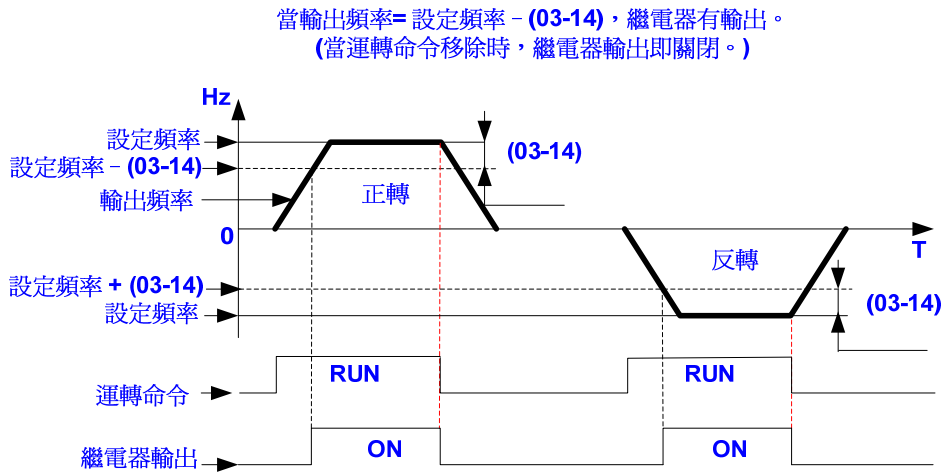 當輸出頻率= 設定頻率－(03-14)，繼電器有輸出。
(當運轉命令移除時，繼電器輸出即關閉。)
Hz
設定頻率
設定頻率－(03-14)
(03-14)
輸出頻率
正轉
0
T
反轉
設定頻率 + (03-14)
設定頻率
(03-14)
RUN
RUN
運轉命令
ON
ON
繼電器輸出